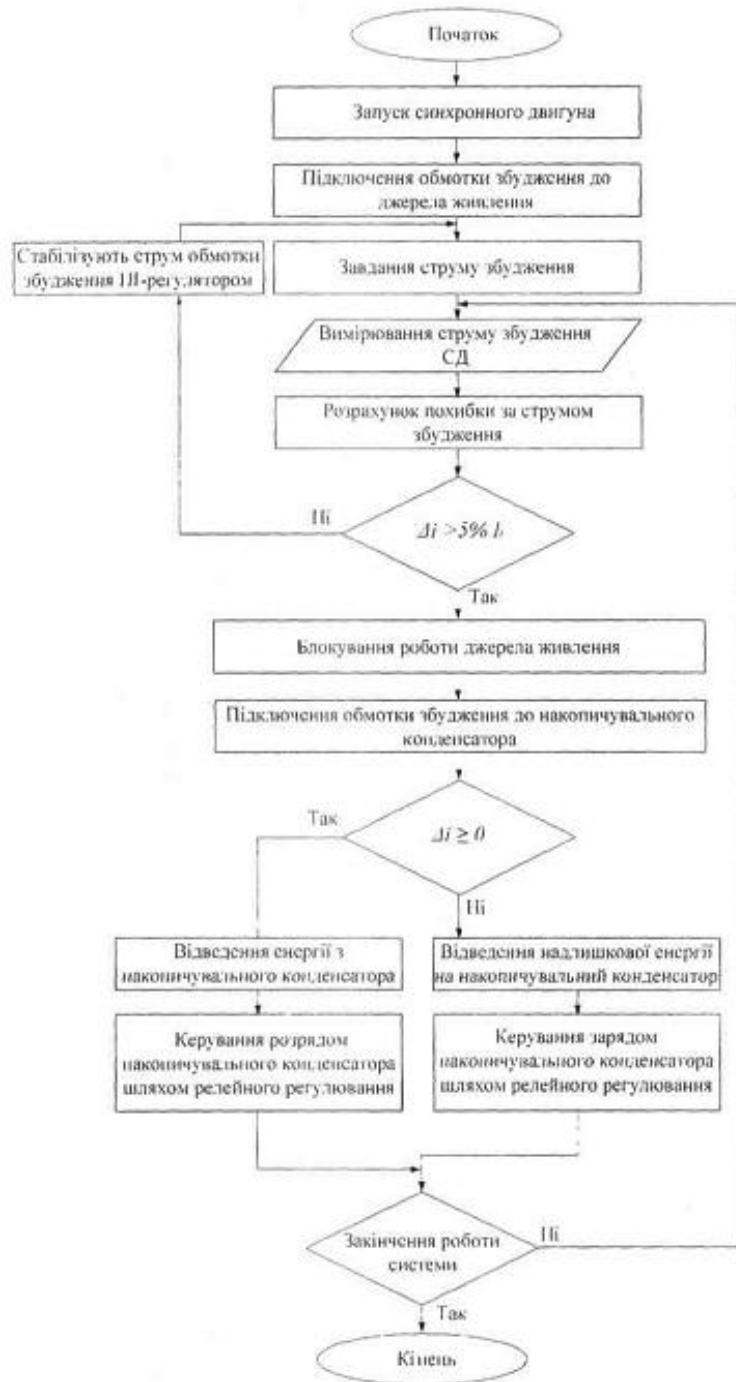 Початок
Запуск синхронного двигуна
Підключення обмотки збудження до
джерела живлення
Стабілізують струм обмотки
збудження ПІ-регулятором
Завдання струму збудження
Вимірювання струму збудження
СД
Розрахунок похибки за струмом
збудження
Ні
Δi >5%
Так
Блокування роботи джерела живлення
Підключення обмотки збудження до накопичувального
конденсатора
Так
Δi ≥ 0
Ні
Відведення енергії з
накопичувального конденсатора
Відведення надлишкової енергії
на накопичувальний конденсатор
Керування розрядом
накопичувального конденсатора
шляхом релейного регулювання
Керування зарядом
накопичувального конденсатора
шляхом релейного регулювання
Закінчення роботи
системи
Ні
Так
Кінець